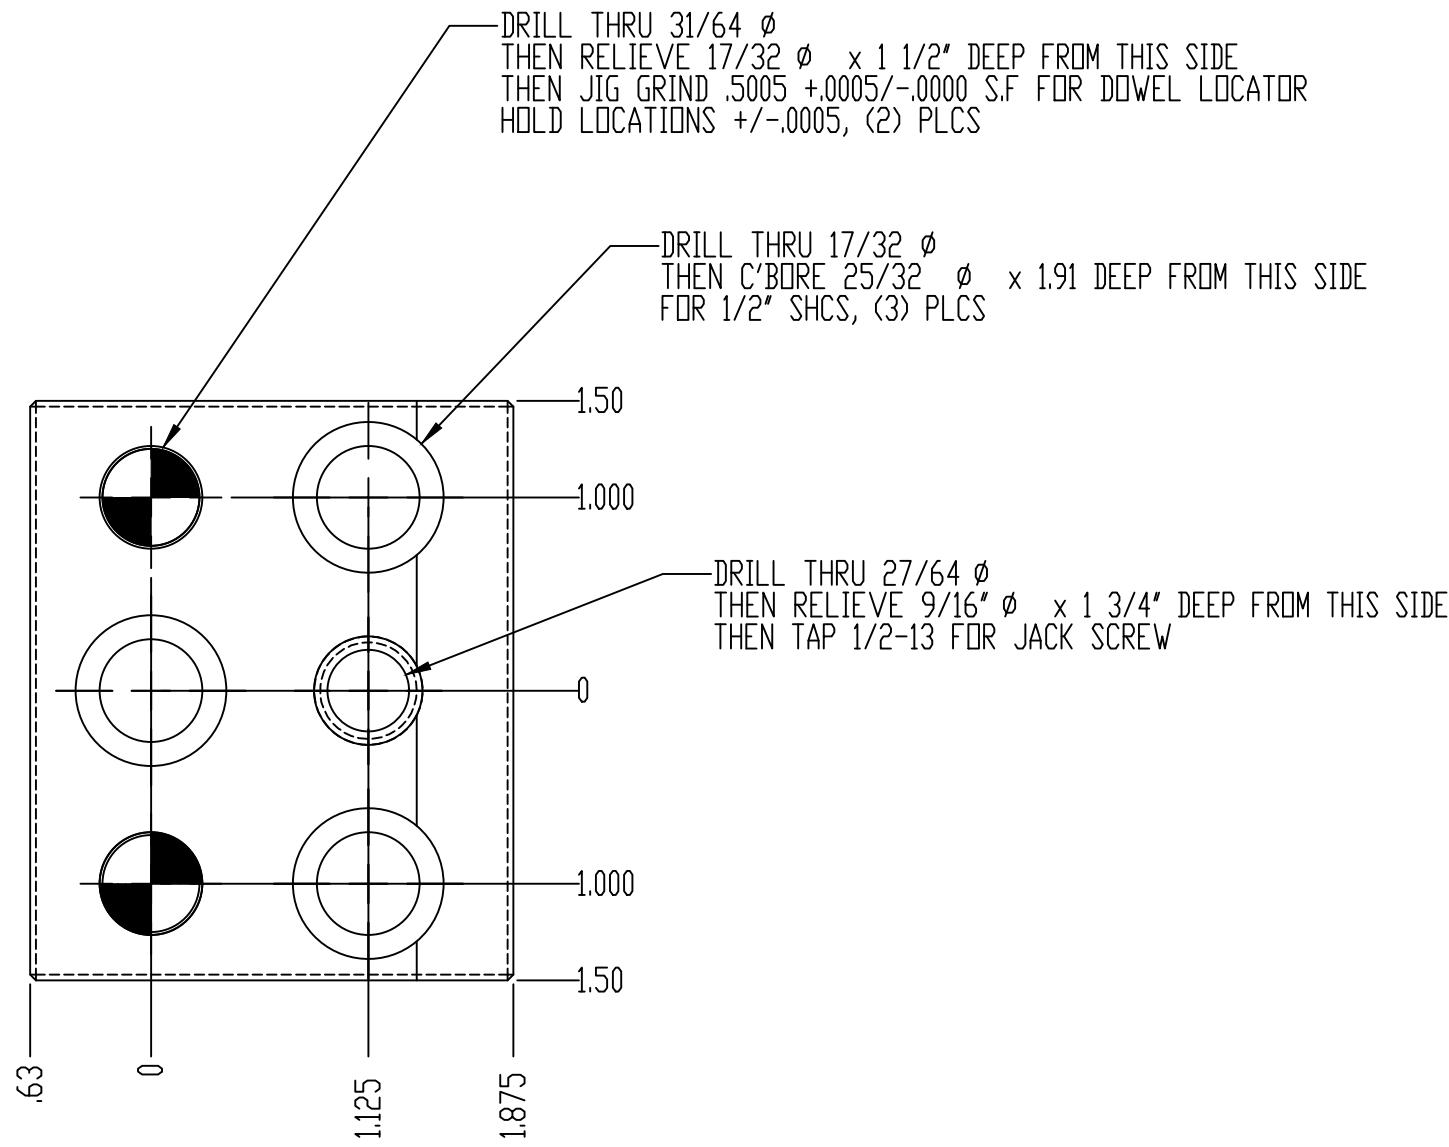 DRILL THRU 31/64 Ø
THEN RELIEVE 17/32 Ø x 1 1/2" DEEP FROM THIS SIDE
THEN JIG GRIND .5005 +.0005/-.0000 S.F FOR DOWEL LOCATOR
HOLD LOCATIONS +/-.0005, (2) PLCS
DRILL THRU 17/32 Ø
THEN C'BORE 25/32 Ø x 1.91 DEEP FROM THIS SIDE
FOR 1/2" SHCS, (3) PLCS
1.50
1.000
DRILL THRU 27/64 Ø
THEN RELIEVE 9/16" Ø x 1 3/4" DEEP FROM THIS SIDE
THEN TAP 1/2-13 FOR JACK SCREW
0
1.000
1.50
.63
0
1.125
1.875